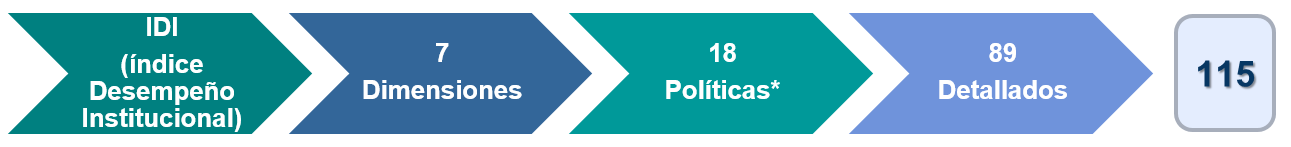 IDI
(índice
Desempeño
Institucional)
7
Dimensiones
18
Políticas*
89
Detallados
115